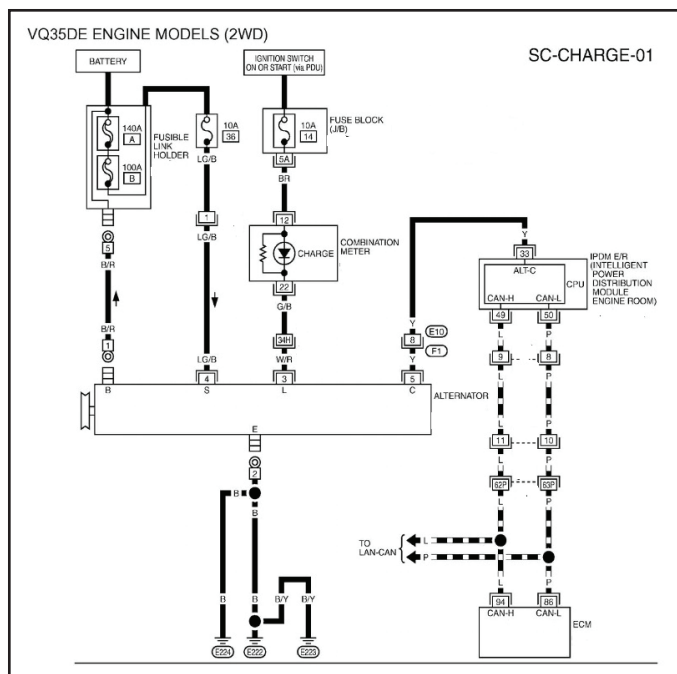 VQ35DE ENGINE MODELS (2WD)
SC-CHARGE-01
BATTERY
IGNITION SWITCH
ON OR START (via PDU)
140A
A
100A
B
FUSIBLE
LINK
HOLDER
10A
36
LG/B
10A
14
FUSE BLOCK
(J/B)
5A
BR
1
LG/B
12
CHARGE
COMBINATION
METER
22
G/B
5
B/R
B/R
1
34H
W/R
LG/B
Y
33
ALT-C
CPU
CAN-H
CAN-L
IPDM E/R
(INTELLIGENT
POWER
DISTRIBUTION
MODULE
ENGINE ROOM)
49
50
L
P
Y
8
E10
F1
Y
9
8
L
P
4
3
5
B
S
L
C
ALTERNATOR
E
11
10
L
P
62P
63P
L
P
2
B
B
TO
LAN-CAN
L
P
L
P
B
B
B/Y
B/Y
E224
E222
E223
94
86
CAN-H
CAN-L
ECM